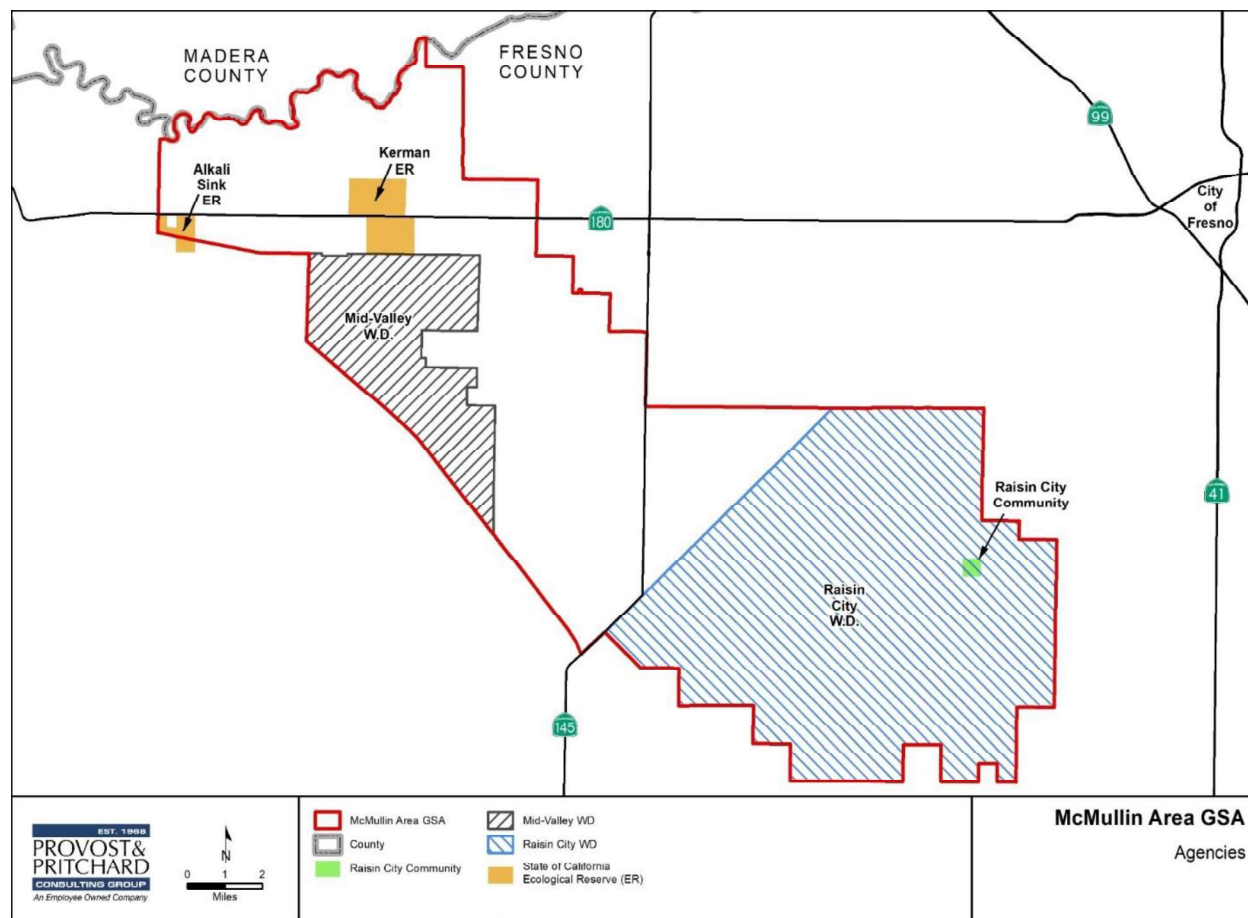 MADERA
COUNTY
FRESNO
COUNTY
99
Kerman
ER
Alkali
Sink
ER
180
City
of
Fresno
Mid-Valley
W.D.
41
Raisin City
Community
Raisin
City
W.D.
145
EST. 1968
PROVOST&
PRITCHARD
CONSULTING GROUP
An Employee Owned Company
N
0 1 2
Miles
McMullin Area GSA
County
Raisin City Community
Mid-Valley WD
Raisin City WD
State of California
Ecological Reserve (ER)
McMullin Area GSA
Agencies